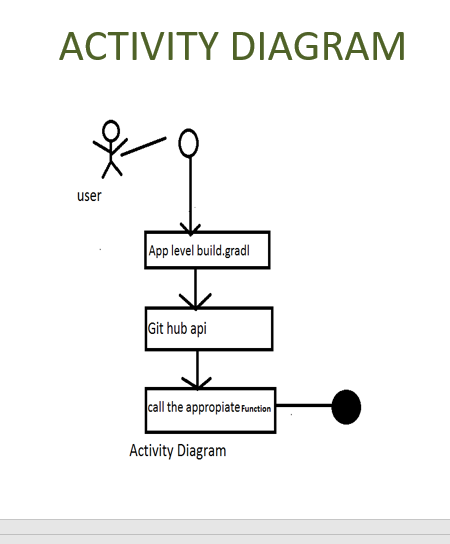 ACTIVITY DIAGRAM
user
App level build.gradl
Git hub api
call the appropiate Function
Activity Diagram